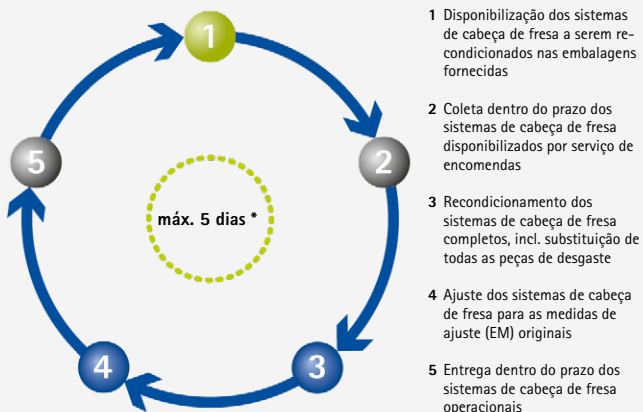 1
2
3
4
5
máx. 5 dias *
1 Disponibilização dos sistemas
de cabeça de fresa a serem re-
condicionados nas embalagens
fornecidas
2 Coleta dentro do prazo dos
sistemas de cabeça de fresa
disponibilizados por serviço de
encomendas
3 Recondicionamento dos
sistemas de cabeça de fresa
completos, incl. substituição de
todas as peças de desgaste
4 Ajuste dos sistemas de cabeça
de fresa para as medidas de
ajuste (EM) originais
5 Entrega dentro do prazo dos
sistemas de cabeça de fresa
operacionais